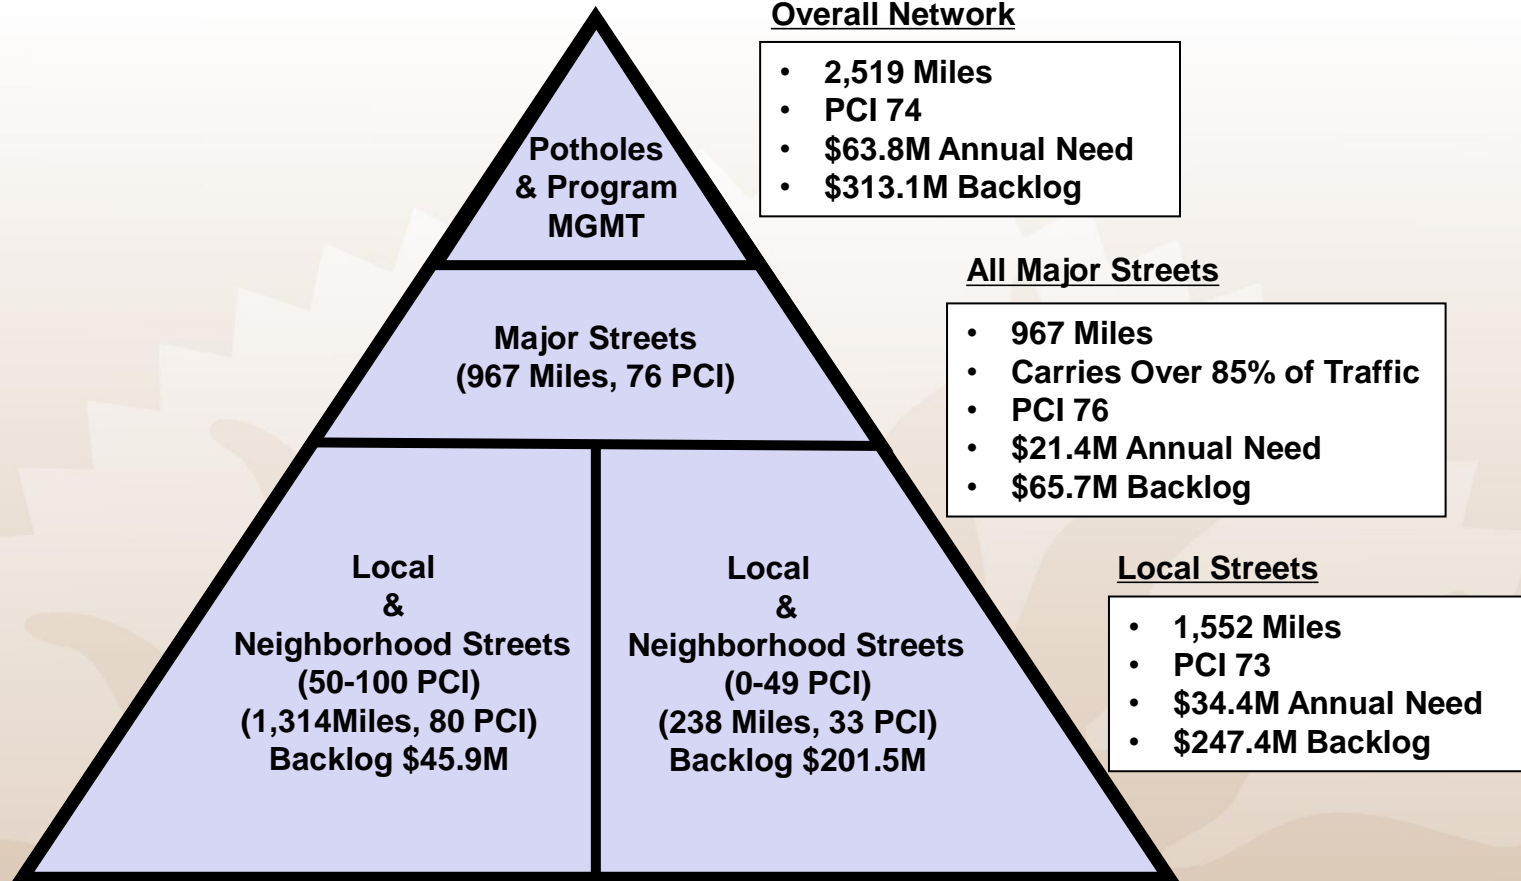 Overall Network
• 2,519 Miles
• PCI 74
• $63.8M Annual Need
• $313.1M Backlog
Potholes
& Program
MGMT
All Major Streets
• 967 Miles
• Carries Over 85% of Traffic
• PCI 76
• $21.4M Annual Need
• $65.7M Backlog
Major Streets
(967 Miles, 76 PCI)
Local Streets
• 1,552 Miles
• PCI 73
• $34.4M Annual Need
• $247.4M Backlog
Local
&
Neighborhood Streets
(50-100 PCI)
(1,314Miles, 80 PCI)
Backlog $45.9M
Local
&
Neighborhood Streets
(0-49 PCI)
(238 Miles, 33 PCI)
Backlog $201.5M